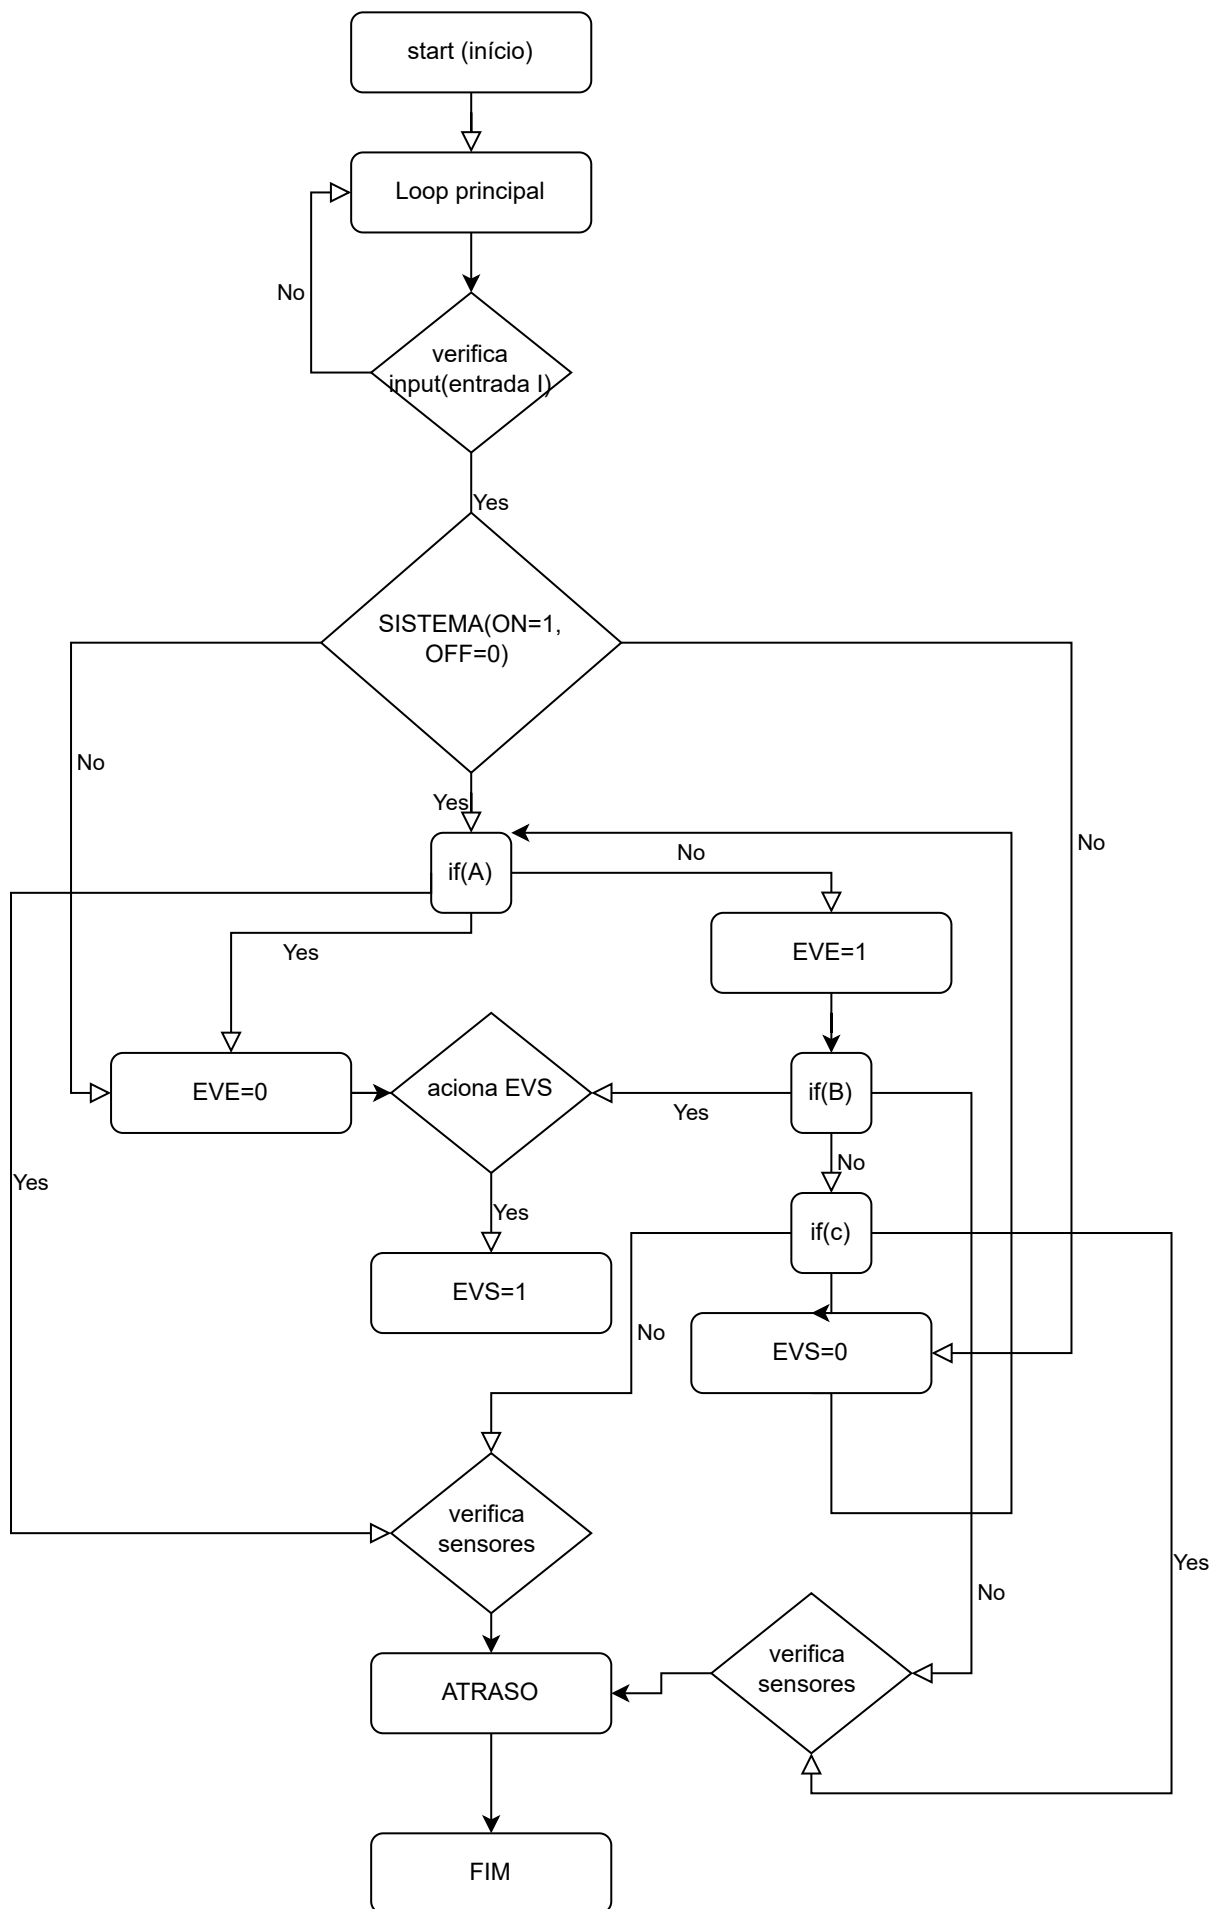 start (início)
Loop principal
No
verifica
input(entrada I)
Yes
SISTEMA(ON=1,
OFF=0)
No
Yes
No
if(A)
No
Yes
EVE=1
EVE=0
aciona EVS
if(B)
Yes
No
Yes
Yes
if(c)
EVS=1
No
EVS=0
verifica
sensores
Yes
No
verifica
sensores
ATRASO
FIM